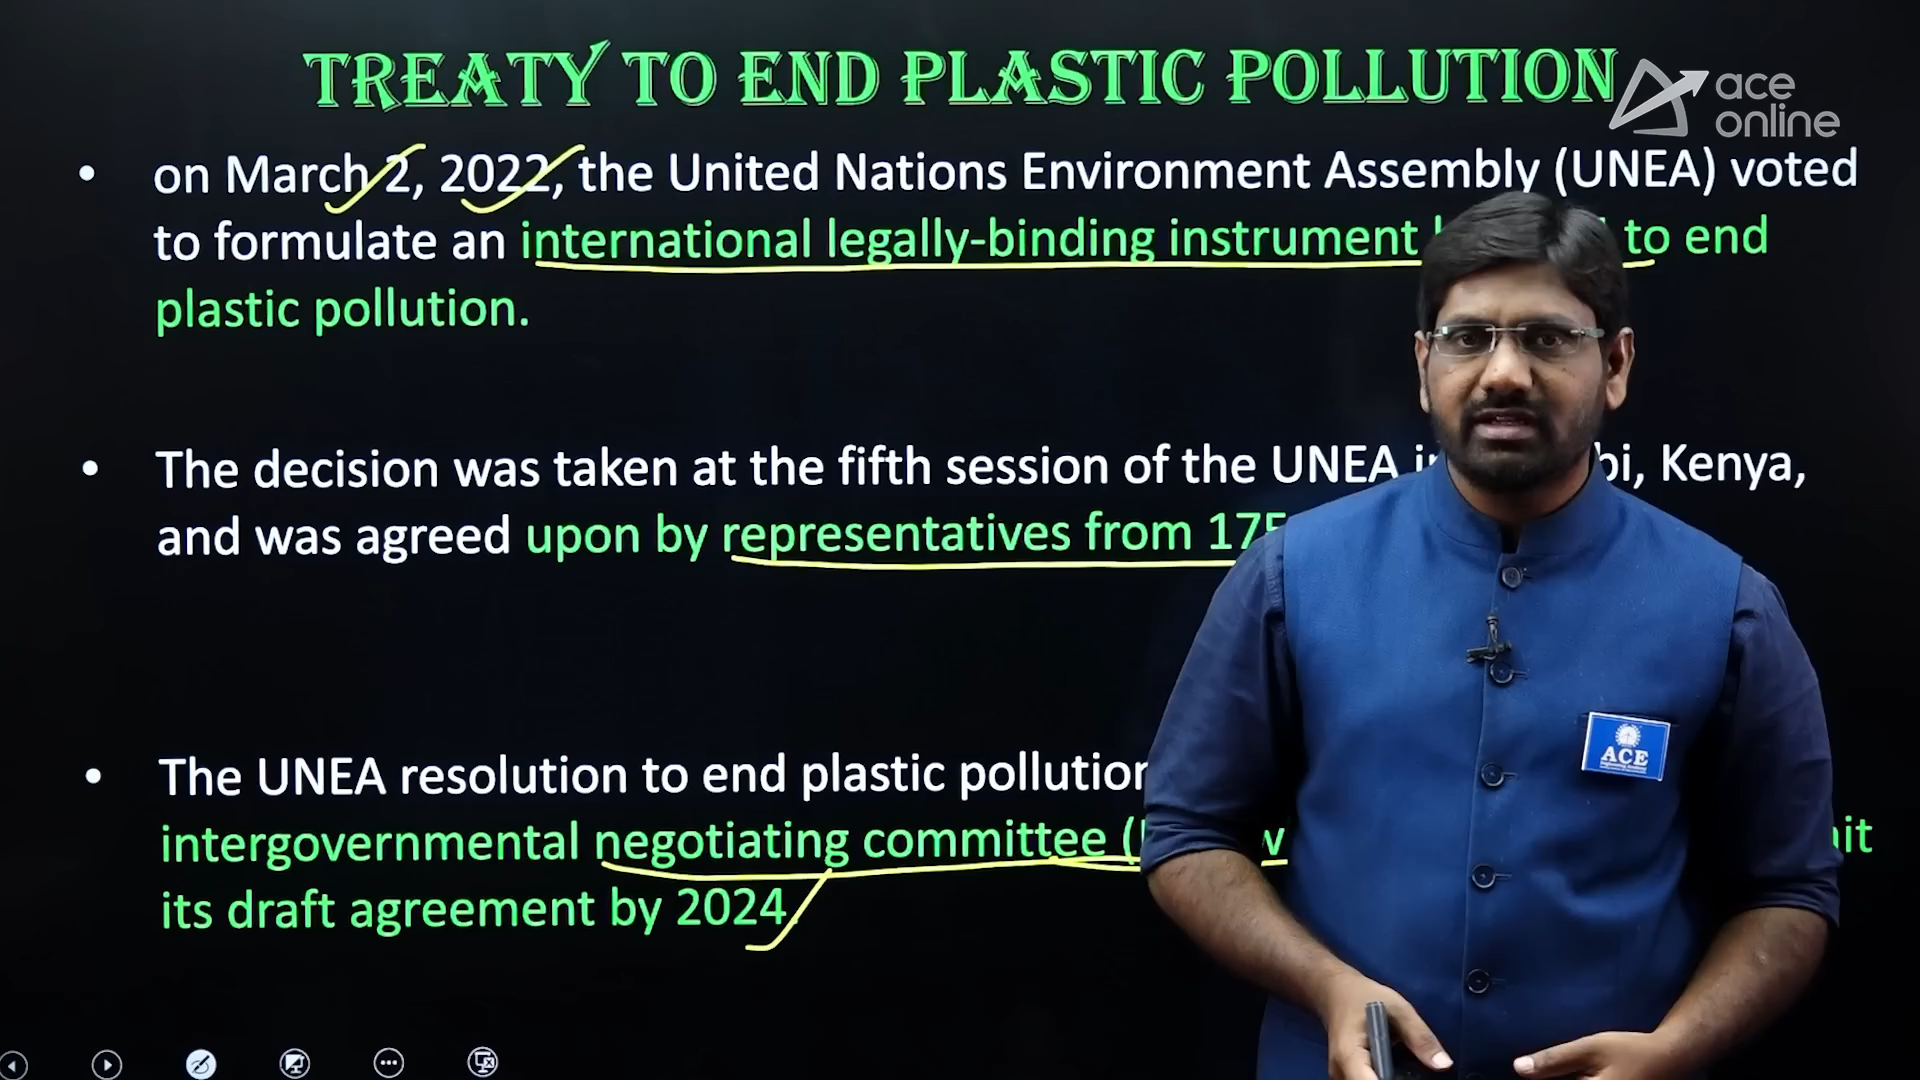 TREATY TO END PLASTIC POLLUTION
ace
online
• on March 2, 2022, the United Nations Environment Assembly (UNEA) voted
to formulate an international legally-binding instrument to end
plastic pollution.
• The decision was taken at the fifth session of the UNEA Kenya,
and was agreed upon by representatives from 175
• The UNEA resolution to end plastic pollution
intergovernmental negotiating committee (
its draft agreement by 2024.
ACE